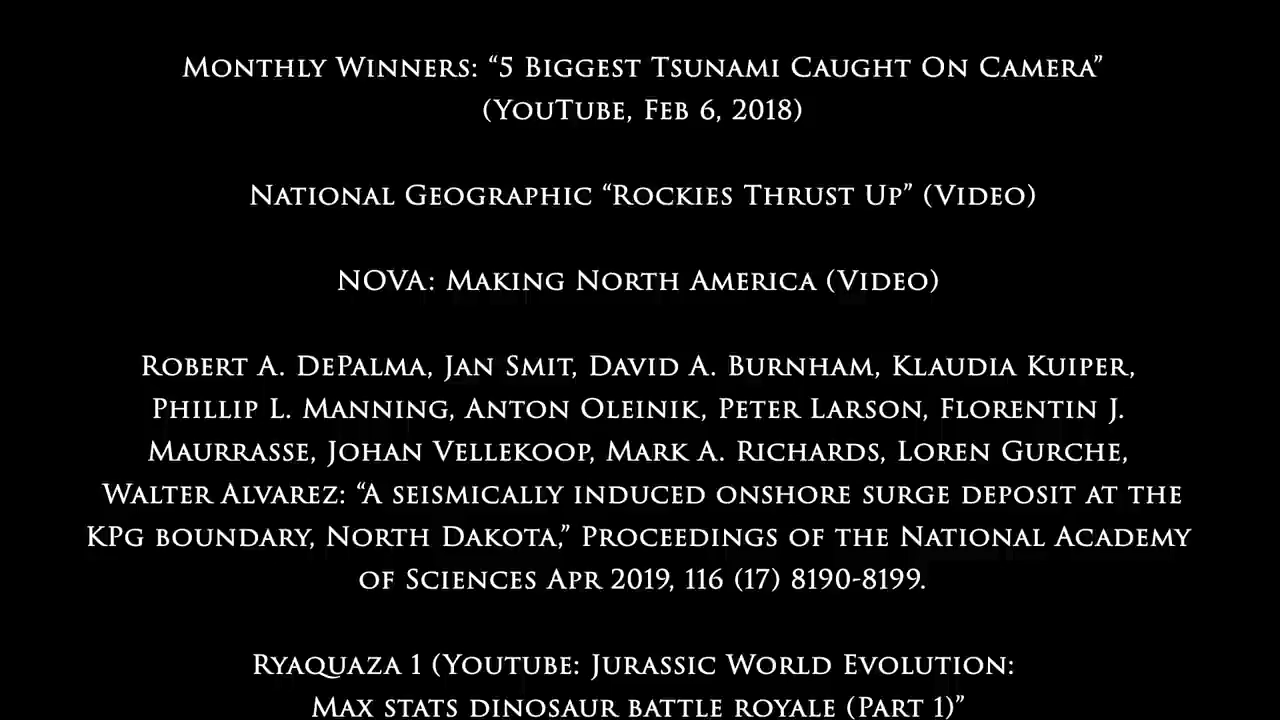 Monthly Winners: “5 Biggest Tsunami Caught On Camera”
(YouTube, Feb 6, 2018)
National Geographic “Rockies Thrust Up” (Video)
NOVA: Making North America (Video)
Robert A. DePalma, Jan Smit, David A. Burnham, Klaudia Kuiper,
Phillip L. Manning, Anton Oleinik, Peter Larson, Florentin J.
Maurrasse, Johan Vellekoop, Mark A. Richards, Loren Gurche,
Walter Alvarez: “A seismically induced onshore surge deposit at the
KPg boundary, North Dakota,” Proceedings of the National Academy
of Sciences Apr 2019, 116 (17) 8190-8199.
Ryaquaza 1 (Youtube: Jurassic World Evolution:
Max stats dinosaur battle royale (Part 1)”